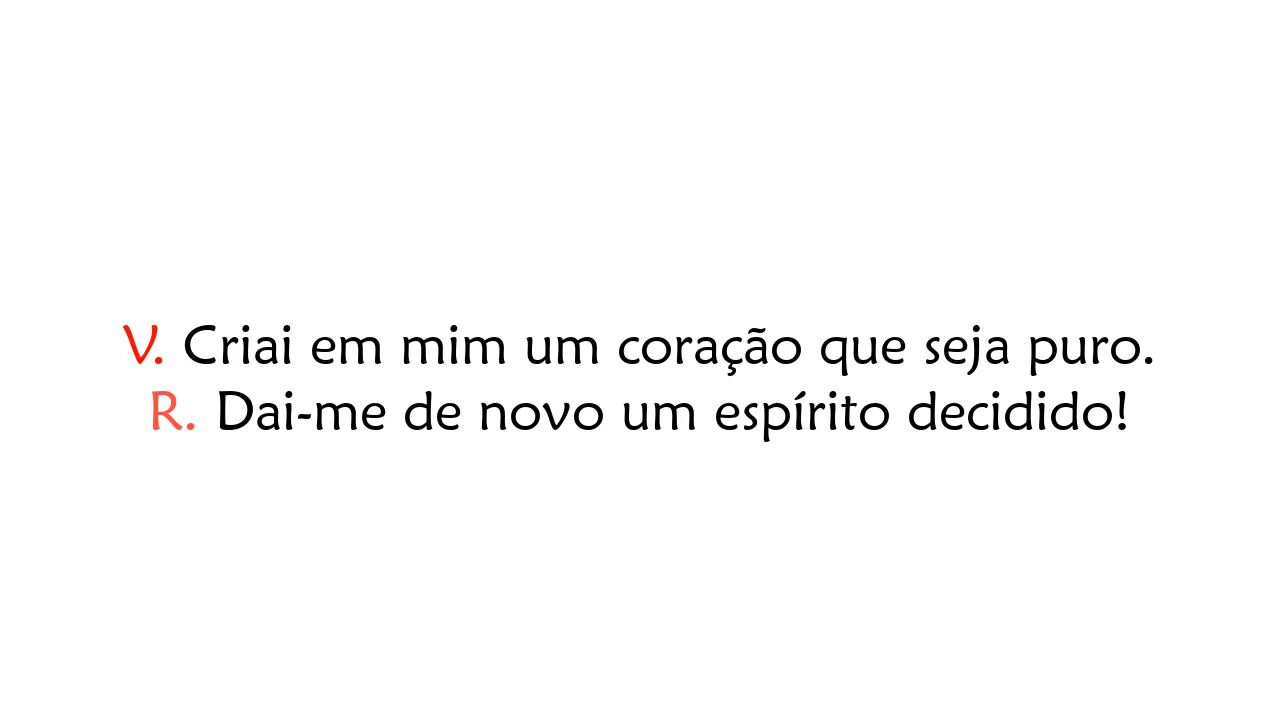 V. Criai em mim um coração que seja puro.
R. Dai-me de novo um espírito decidido!